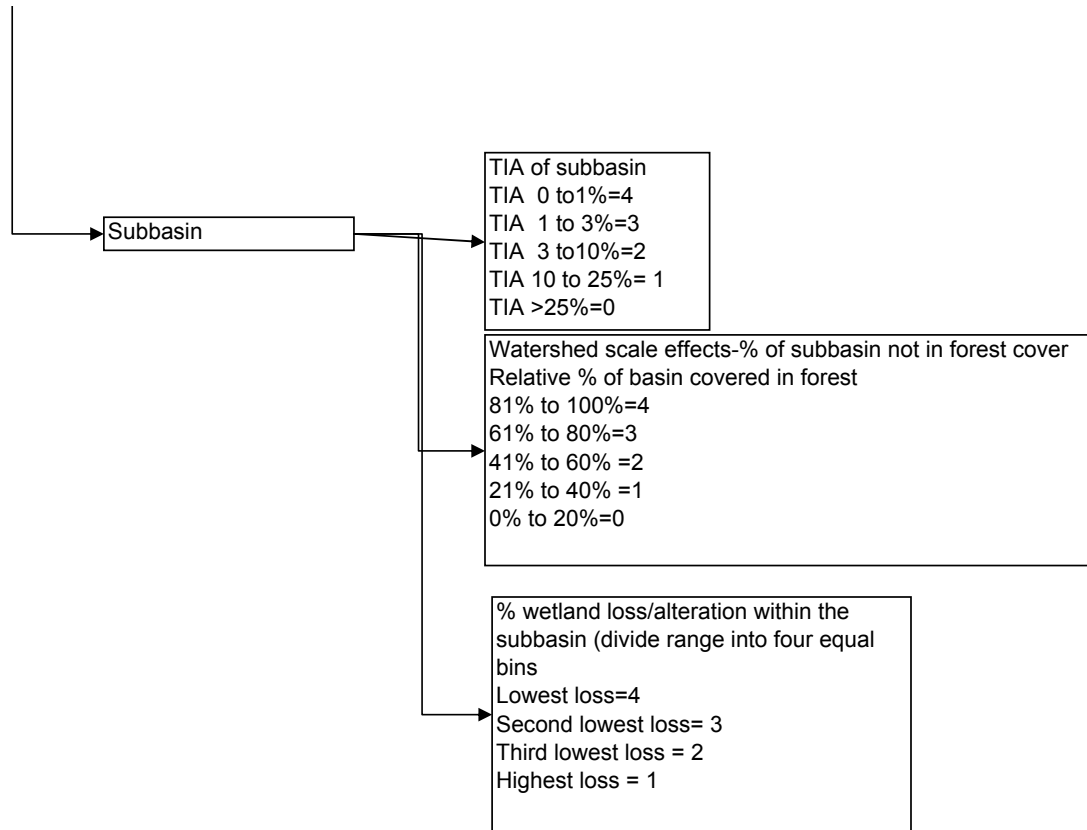 Subbasin
TIA of subbasin
TIA  0 to1%=4
TIA  1 to 3%=3
TIA  3 to10%=2
TIA 10 to 25%= 1
TIA >25%=0
Watershed scale effects-% of subbasin not in forest cover
Relative % of basin covered in forest
81% to 100%=4
61% to 80%=3
41% to 60% =2
21% to 40% =1
0% to 20%=0
% wetland loss/alteration within the
subbasin (divide range into four equal
bins
Lowest loss=4
Second lowest loss= 3
Third lowest loss = 2
Highest loss = 1